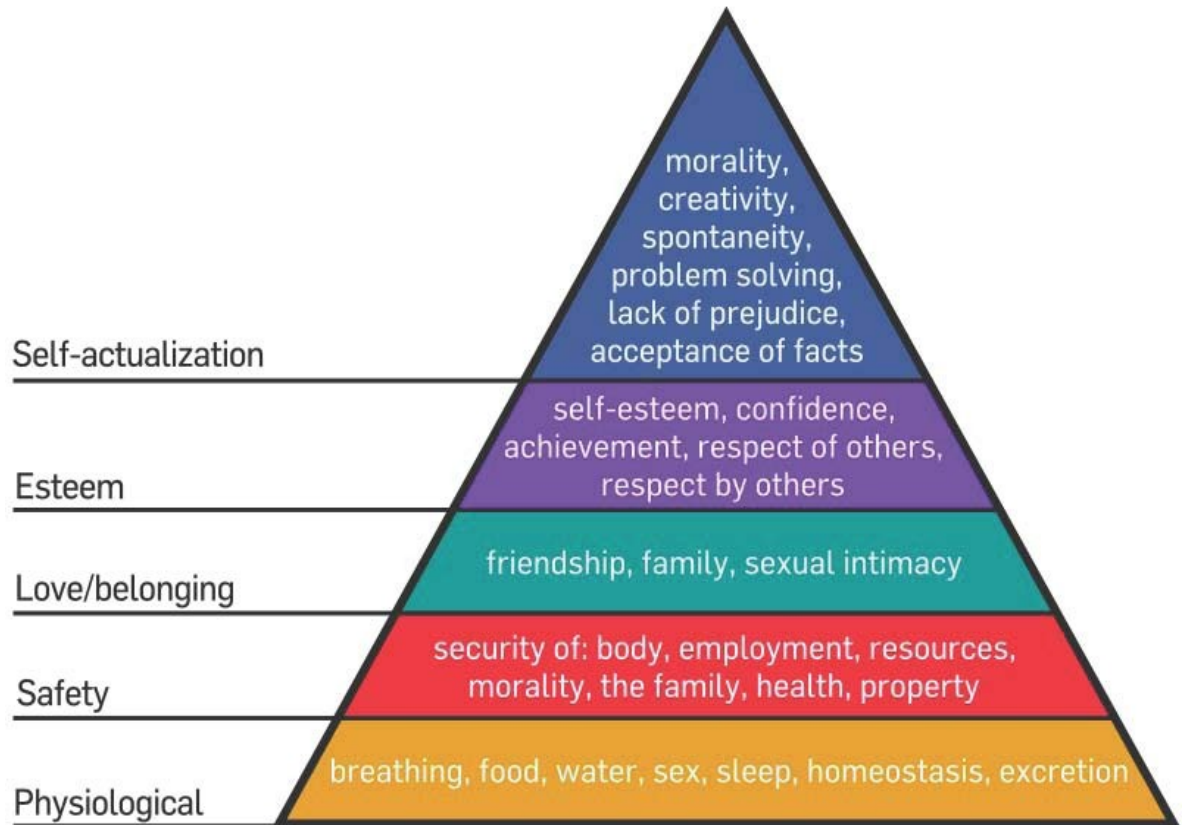 morality,
creativity,
spontaneity,
problem solving,
lack of prejudice,
acceptance of facts
Self-actualization
self-esteem, confidence,
achievement, respect of others,
respect by others
Esteem
friendship, family, sexual intimacy
Love/belonging
security of: body, employment, resources,
morality, the family, health, property
Safety
breathing, food, water, sex, sleep, homeostasis, excretion
Physiological